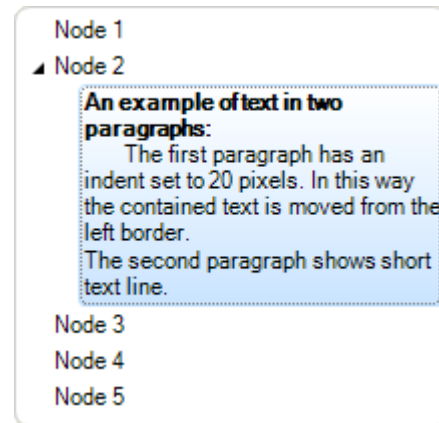 Node 1
Node 2
An example of text in two
paragraphs:
The first paragraph has an
indent set to 20 pixels. In this way
the contained text is moved from the
left border.
The second paragraph shows short
text line.
Node 3
Node 4
Node 5